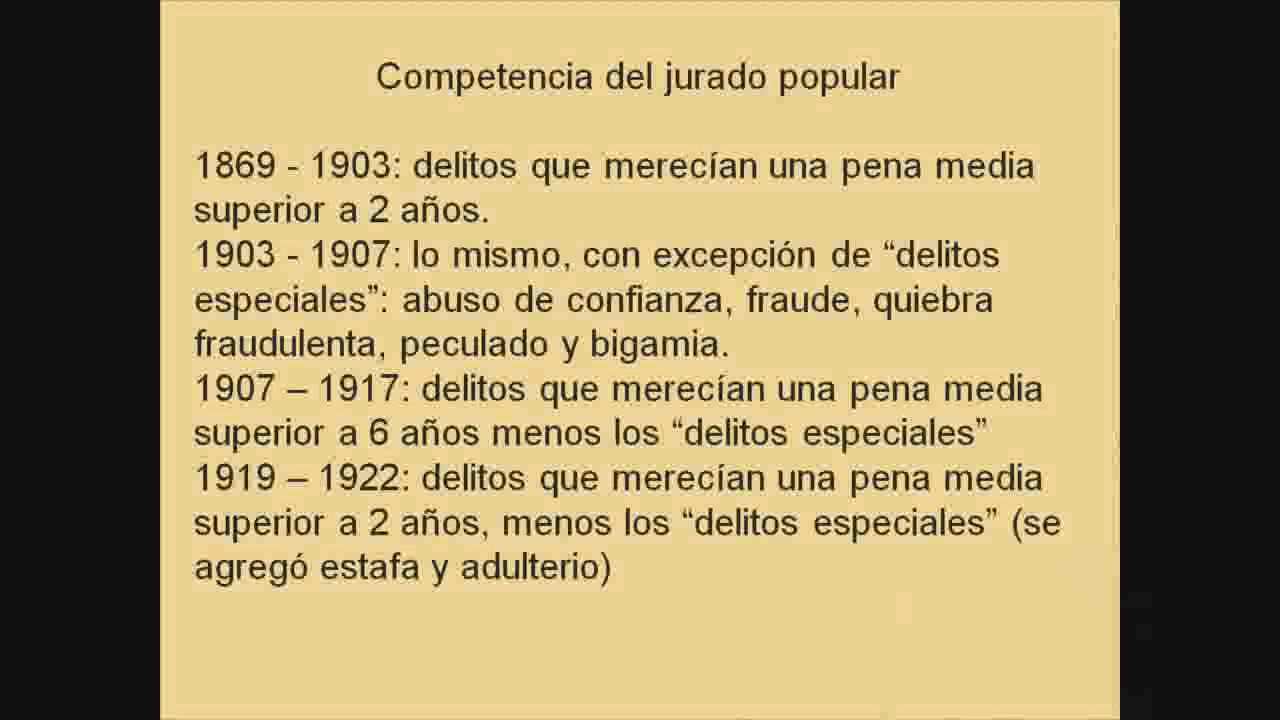 Competencia del jurado popular
1869 - 1903: delitos que merecían una pena media
superior a 2 años.
1903 - 1907: lo mismo, con excepción de “delitos
especiales”: abuso de confianza, fraude, quiebra
fraudulenta, peculado y bigamia.
1907 – 1917: delitos que merecían una pena media
superior a 6 años menos los “delitos especiales”
1919 – 1922: delitos que merecían una pena media
superior a 2 años, menos los “delitos especiales” (se
agregó estafa y adulterio)